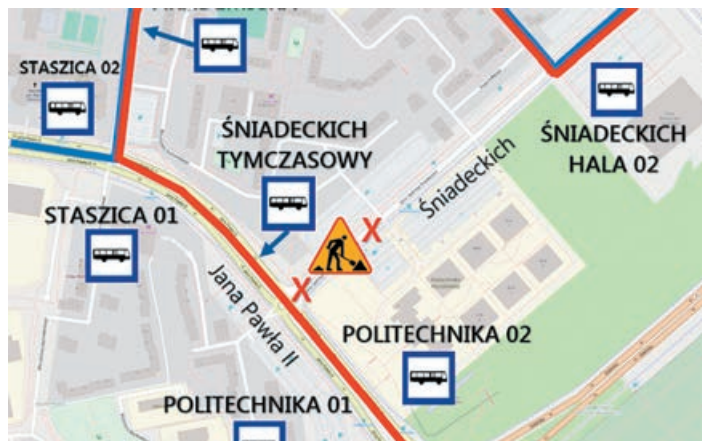 STASZICA 02
ŚNIADECKICH
TYMCZASOWY
ŚNIADECKICH
HALA 02
Śniadeckich
STASZICA 01
X
X
Jana Pawła II
POLITECHNIKA 02
POLITECHNIKA 01